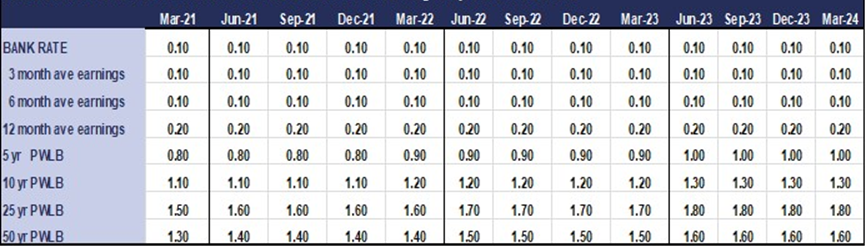 Mar-21 Jun-21 Sep-21 Dec-21 Mar-22 Jun-22 Sep-22 Dec-22 Mar-23 Jun-23 Sep-23 Dec-23 Mar-24
BANK RATE 0.10 0.10 0.10 0.10 0.10 0.10 0.10 0.10 0.10 0.10 0.10 0.10 0.10
3 month ave earnings 0.10 0.10 0.10 0.10 0.10 0.10 0.10 0.10 0.10 0.10 0.10 0.10 0.10
6 month ave earnings 0.10 0.10 0.10 0.10 0.10 0.10 0.10 0.10 0.10 0.10 0.10 0.10 0.10
12 month ave earnings 0.20 0.20 0.20 0.20 0.20 0.20 0.20 0.20 0.20 0.20 0.20 0.20 0.20
5 yr PWLB 0.80 0.80 0.80 0.80 0.90 0.90 0.90 0.90 0.90 1.00 1.00 1.00 1.00
10 yr PWLB 1.10 1.10 1.10 1.10 1.20 1.20 1.20 1.20 1.20 1.30 1.30 1.30 1.30
25 yr PWLB 1.50 1.60 1.60 1.60 1.60 1.70 1.70 1.70 1.70 1.80 1.80 1.80 1.80
50 yr PWLB 1.30 1.40 1.40 1.40 1.40 1.50 1.50 1.50 1.50 1.60 1.60 1.60 1.60